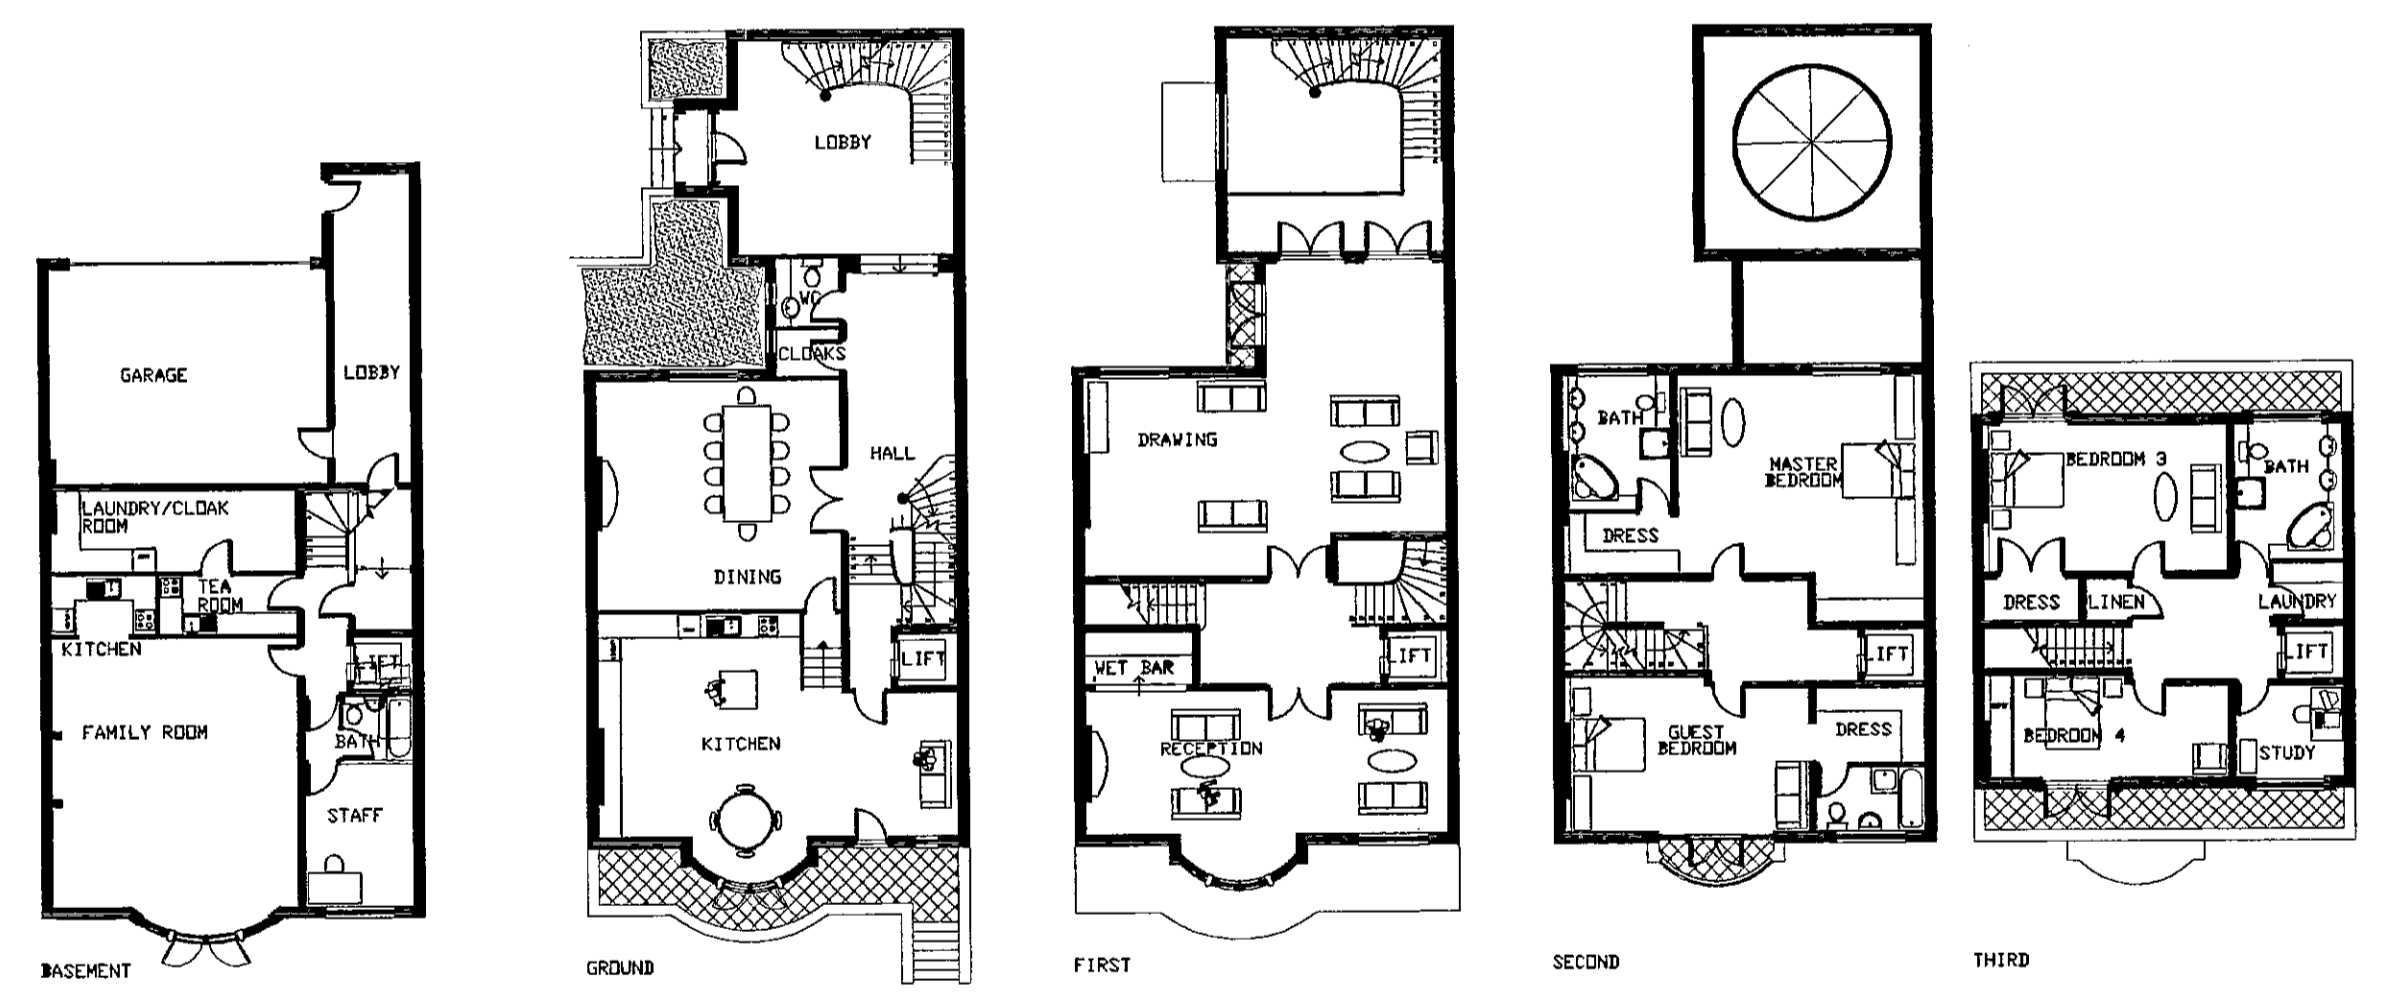 GARAGE
LOBBY
LAUNDRY/CLOAK
ROOM
TEA
ROOM
KITCHEN
LIFT
FAMILY ROOM
BATH
STAFF
BASEMENT
LOBBY
WC
CLOAKS
HALL
DINING
LIFT
KITCHEN
GROUND
DRAWING
WET BAR
LIFT
RECEPTION
FIRST
BATH
MASTER
BEDROOM
DRESS
LIFT
GUEST
BEDROOM
DRESS
SECOND
BEDROOM 3
BATH
DRESS
LINEN
LAUNDRY
LIFT
BEDROOM 4
STUDY
THIRD